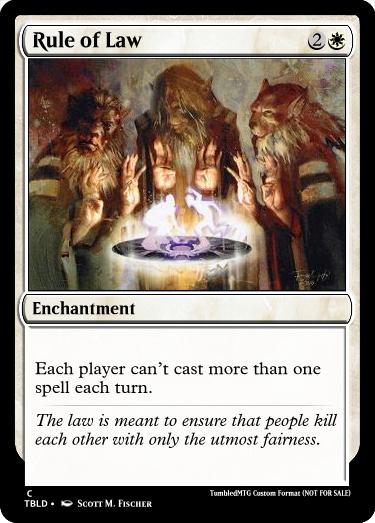 Rule of Law
2
Enchantment
Each player can't cast more than one
spell each turn.
The law is meant to ensure that people kill
each other with only the utmost fairness.
C
TBLD • Scott M. Fischer
TumbledMTG Custom Format (NOT FOR SALE)